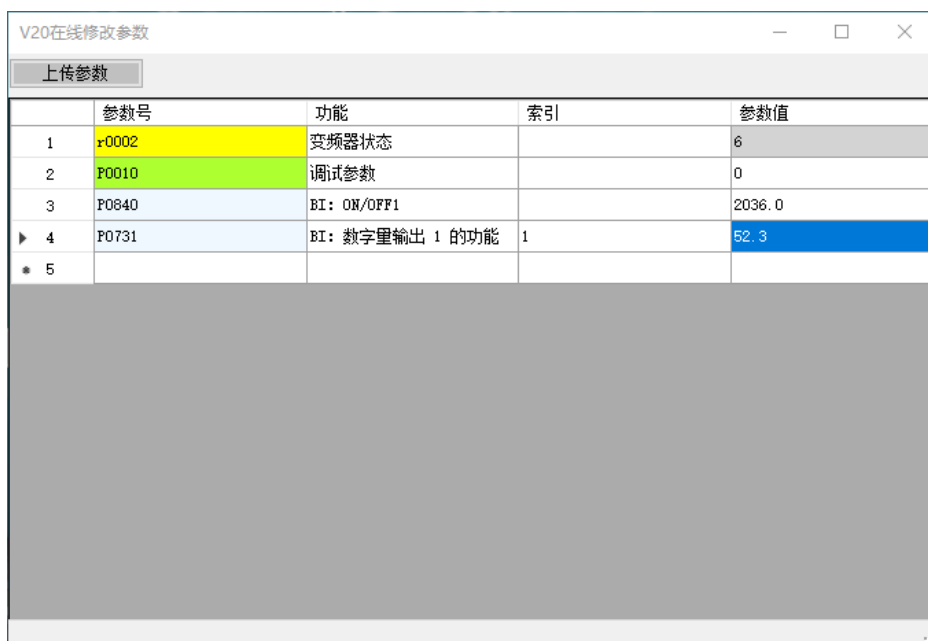 V20在线修改参数
上传参数
参数号 功能 索引 参数值
1 r0002 变频器状态 6
2 P0010 调试参数 0
3 P0840 BI: ON/OFF1 2036.0
4 P0731 BI: 数字量输出 1 的功能 1 52.3
5